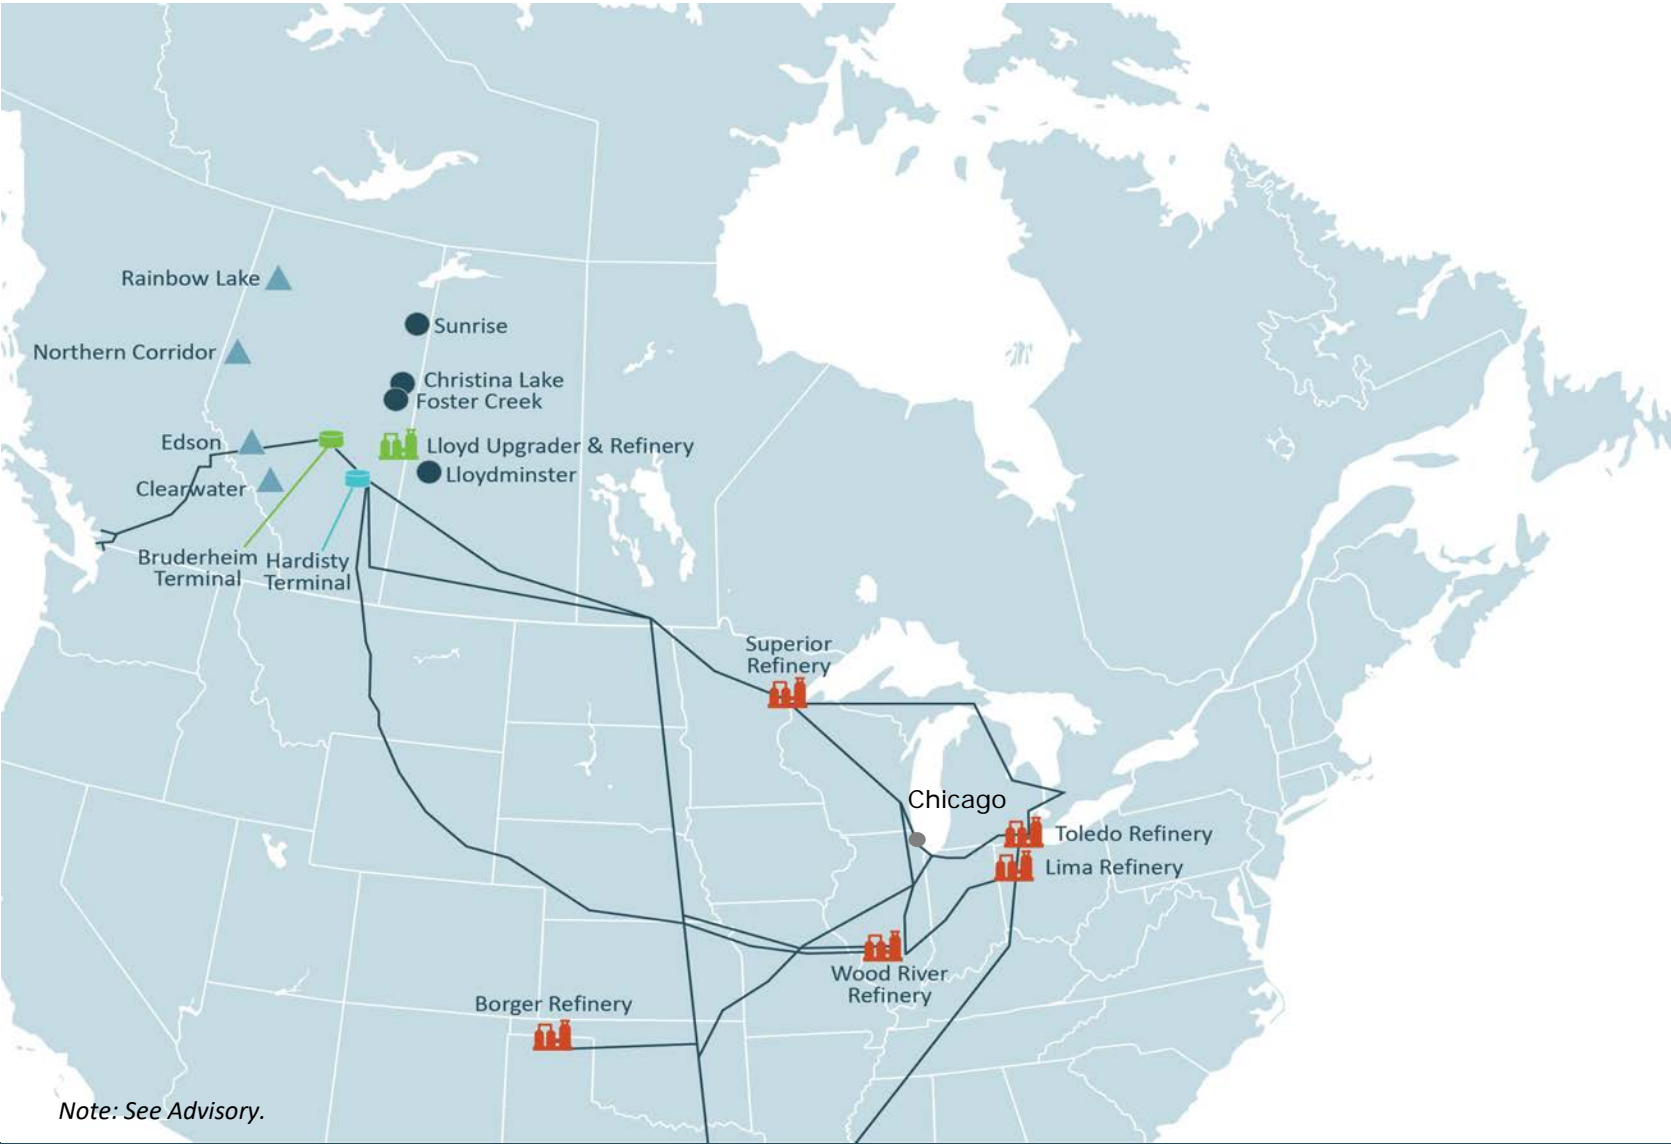 Rainbow Lake
Sunrise
Northern Corridor
Christina Lake
Foster Creek
Edson
Lloyd Upgrader & Refinery
Lloydminster
Clearwater
Bruderheim
Terminal
Hardisty
Terminal
Superior
Refinery
Chicago
Toledo Refinery
Lima Refinery
Wood River
Refinery
Borger Refinery
Note: See Advisory.